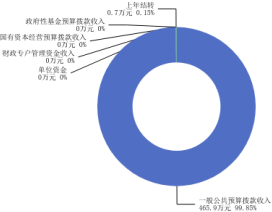 上年结转
0.7万元 0.15%
政府性基金预算拨款收入
0万元 0%
国有资本经营预算拨款收入
0万元 0%
财政专户管理资金收入
0万元 0%
单位资金
0万元 0%
一般公共预算拨款收入
465.9万元 99.85%